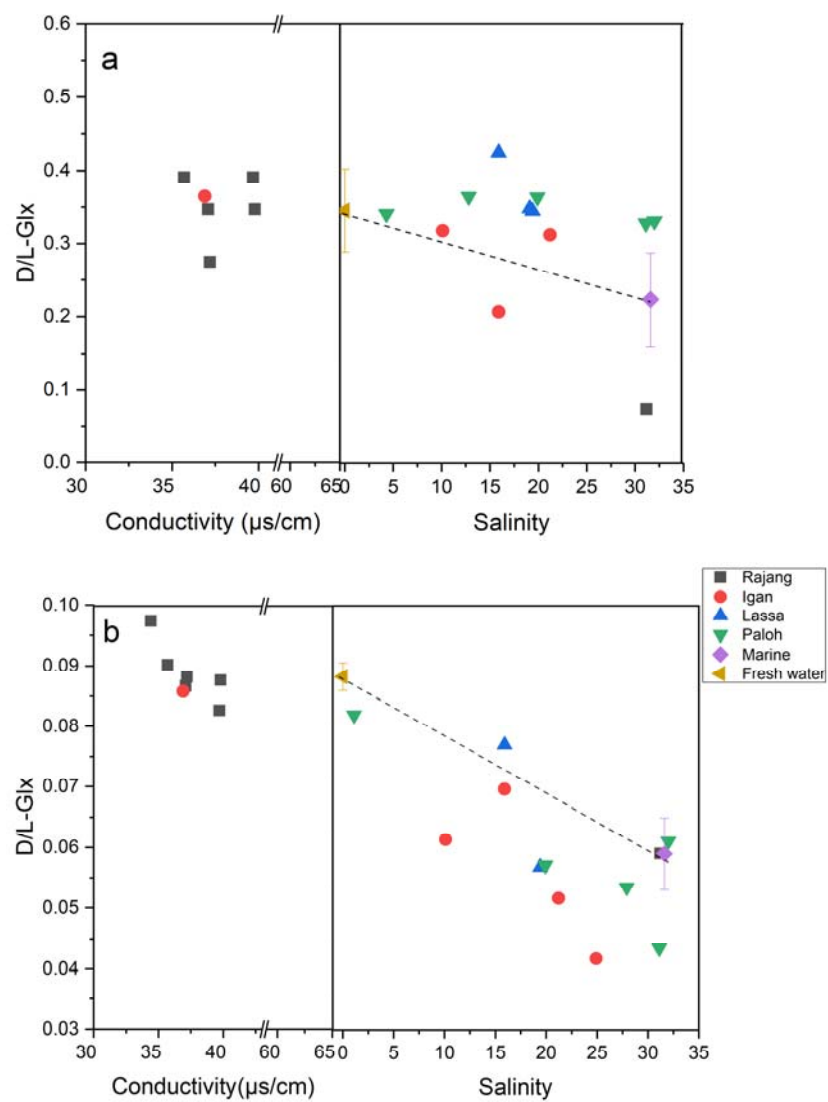 0.6
a
0.5
0.4
D/L-Glx
0.3
0.2
0.1
0.0
30 35 40 60 65 0 5 10 15 20 25 30 35
Conductivity (μs/cm) Salinity
Rajang
Igan
Lassa
Paloh
Marine
Fresh water
0.10
b
0.09
0.08
D/L-Glx
0.07
0.06
0.05
0.04
0.03
30 35 40 60 65 0 5 10 15 20 25 30 35
Conductivity(μs/cm) Salinity